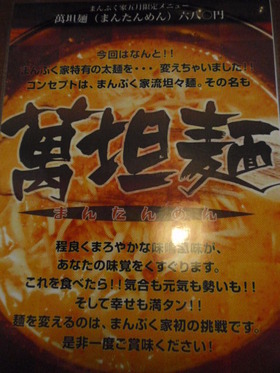 まんぷく家五月限定メニュー
萬坦麺（まんたんめん）六八〇円
今回はなんと!!
まんぷく家特有の太麺を・・・変えちゃいました!!
コンセプトは、まんぷく家流坦々麺。その名も
萬坦麺
まんたんめん
程良くまろやかな味噌風味が、
あなたの味覚をくすぐります。
これを食べたら!!気合も元気も勢いも!!
そして幸せも満タン!!
麺を変えるのは、まんぷく家初の挑戦です。
是非一度ご賞味ください!